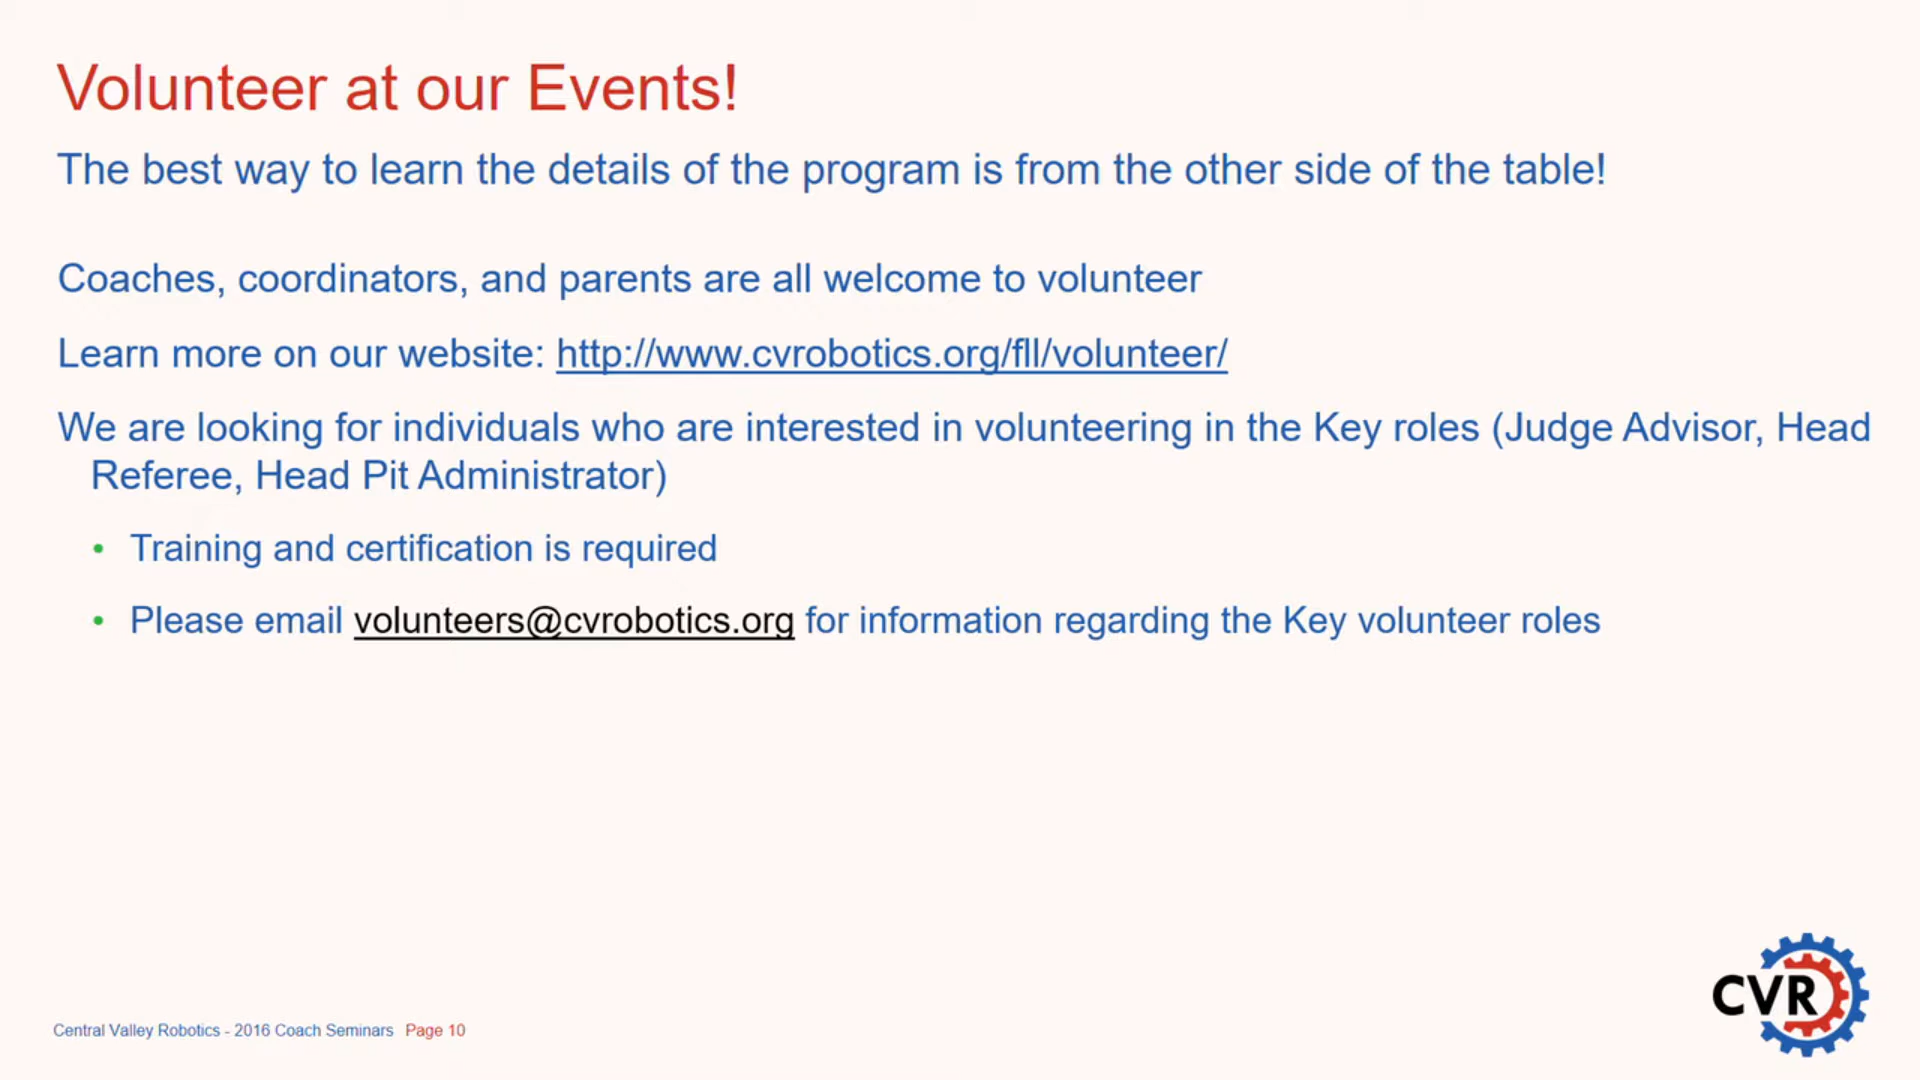 Volunteer at our Events!
The best way to learn the details of the program is from the other side of the table!
Coaches, coordinators, and parents are all welcome to volunteer
Learn more on our website: http://www.cvrobotics.org/fll/volunteer/
We are looking for individuals who are interested in volunteering in the Key roles (Judge Advisor, Head
Referee, Head Pit Administrator)
• Training and certification is required
• Please email volunteers@cvrobotics.org for information regarding the Key volunteer roles
CVR
Central Valley Robotics - 2016 Coach Seminars Page 10